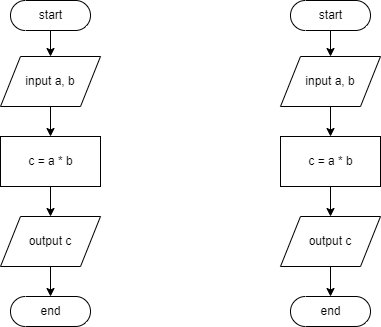 start
input a, b
c = a * b
output c
end
start
input a, b
c = a * b
output c
end